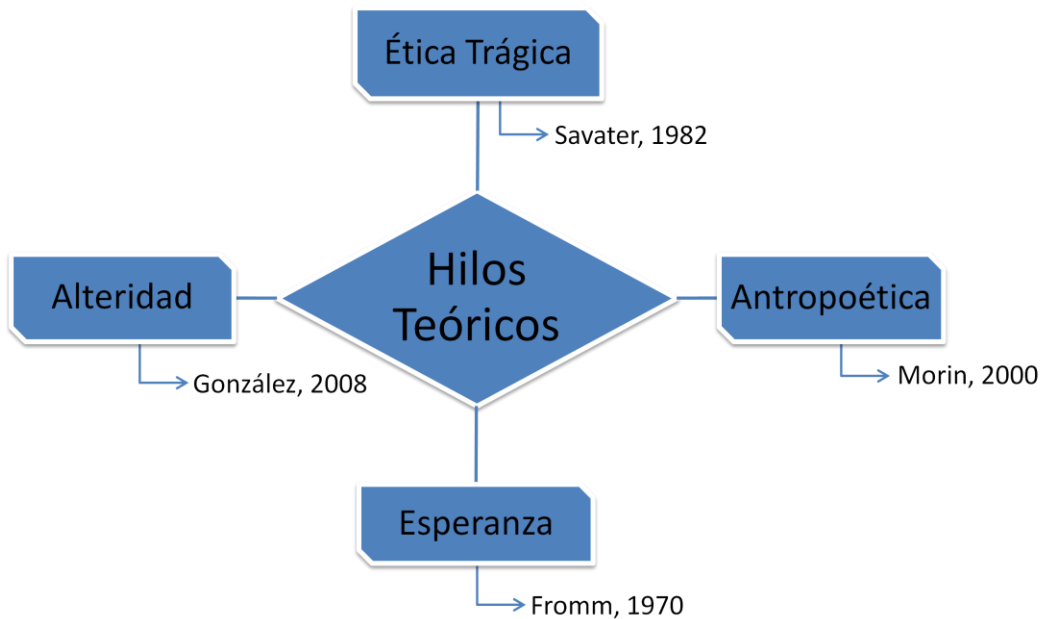 Ética Trágica
Savater, 1982
Hilos
Teóricos
Alteridad
González, 2008
Antropoética
Morin, 2000
Esperanza
Fromm, 1970